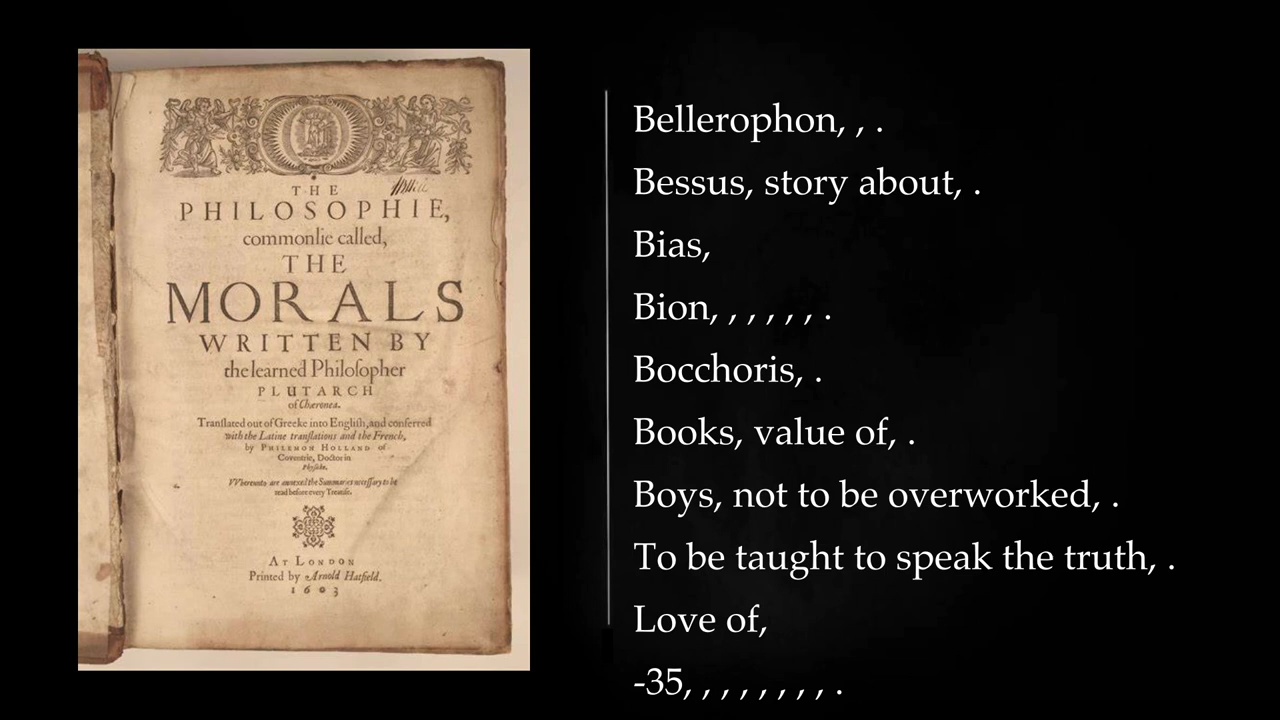 THE
PHILOSOPHIE,
commonlie called,
THE
MORALS
WRITTEN BY
the learned Philoſopher
PLUTARCH
of Chæronea.
Tranſlated out of Greeke into Engliſh, and conferred
with the Latine tranſlations and the French,
by PHILEMON HOLLAND of
Coventrie, Doctor in
Phyſicke.
VVhereunto are annexed the Summaries neceſſary to be
read before every Treatiſe.
AT LONDON
Printed by Arnold Hatfield.
1603
Bellerophon, , .
Bessus, story about, .
Bias,
Bion, , , , , , .
Bocchoris, .
Books, value of, .
Boys, not to be overworked, .
To be taught to speak the truth, .
Love of,
-35, , , , , , , , , .